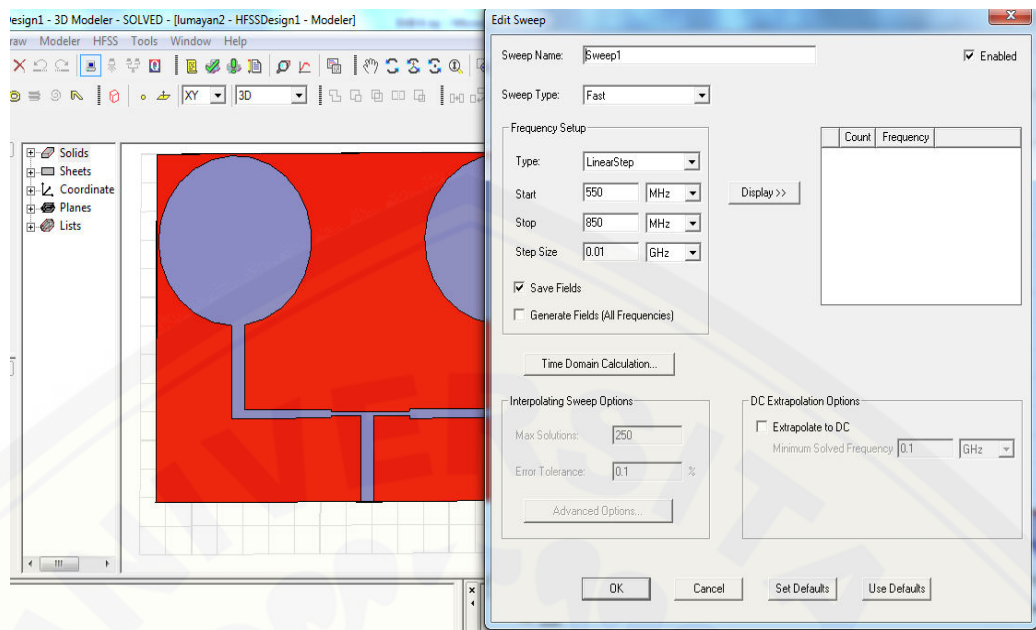 Design1 - 3D Modeler - SOLVED - [lumayan2 - HFSSDesign1 - Modeler]
raw Modeler HFSS Tools Window Help
XY 3D
Solids
Sheets
Coordinate
Planes
Lists
Edit Sweep
Sweep Name: Sweep1 Enabled
Sweep Type: Fast
Frequency Setup
Type: LinearStep
Start 550 MHz
Stop 850 MHz
Step Size 0.01 GHz
Save Fields
Generate Fields (All Frequencies)
Display >>
Count Frequency
Time Domain Calculation...
Interpolating Sweep Options
Max Solutions: 250
Error Tolerance: 0.1 %
Advanced Options...
DC Extrapolation Options
Extrapolate to DC
Minimum Solved Frequency 0.1 GHz
OK Cancel Set Defaults Use Defaults
UNIVERSITA